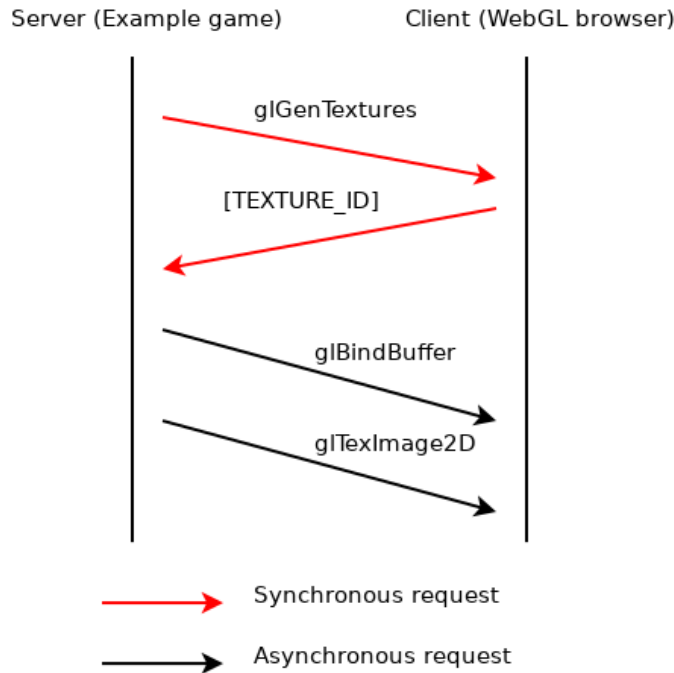 Server (Example game)
Client (WebGL browser)
glGenTextures
[TEXTURE_ID]
glBindBuffer
glTexImage2D
Synchronous request
Asynchronous request